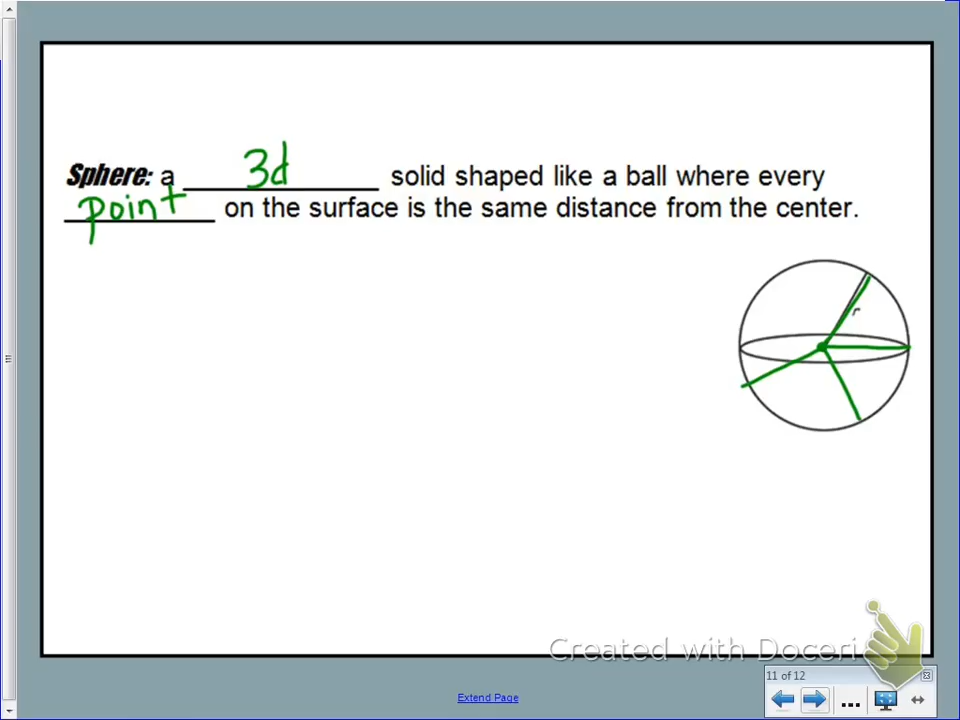 Sphere: a 3d solid shaped like a ball where every
point on the surface is the same distance from the center.
r
Created with Doceri
11 of 12
Extend Page